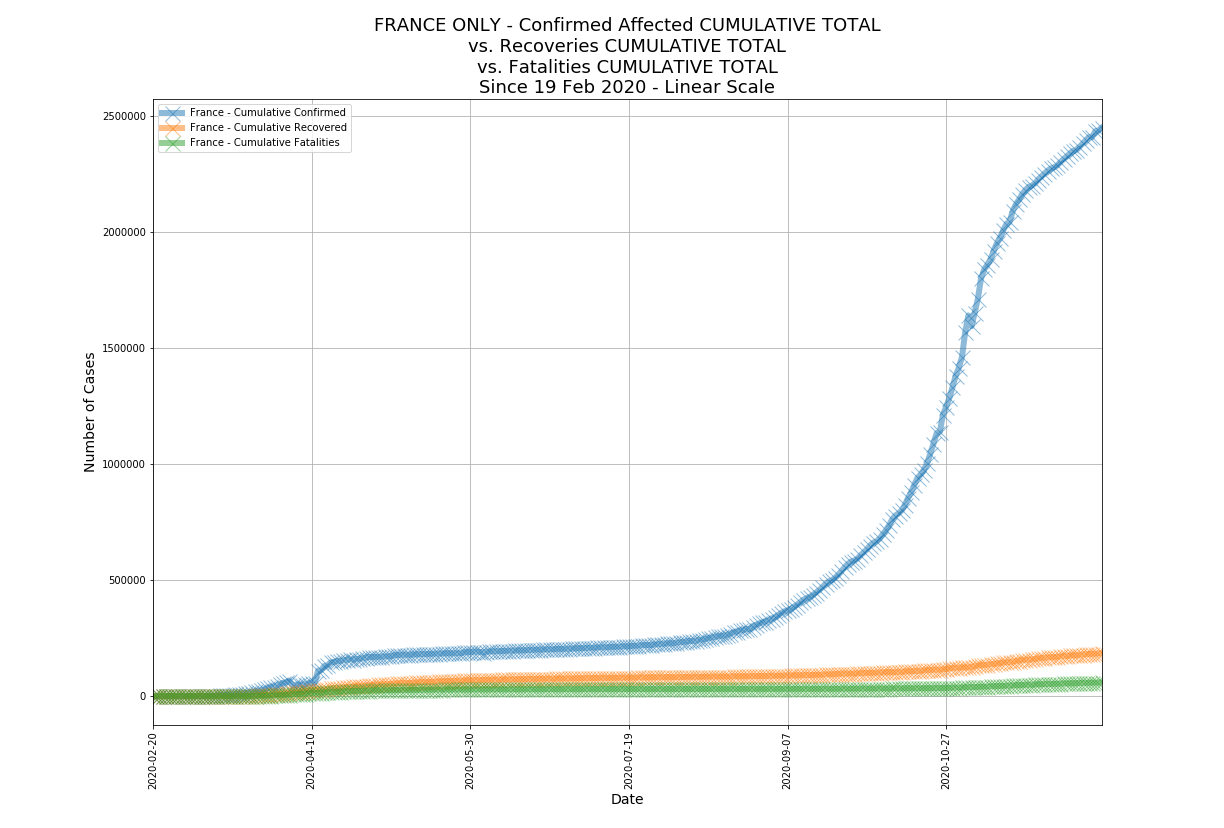 FRANCE ONLY - Confirmed Affected CUMULATIVE TOTAL
vs. Recoveries CUMULATIVE TOTAL
vs. Fatalities CUMULATIVE TOTAL
Since 19 Feb 2020 - Linear Scale
France - Cumulative Confirmed
France - Cumulative Recovered
France - Cumulative Fatalities
Number of Cases
2500000
2000000
1500000
1000000
500000
0
2020-02-20
2020-04-10
2020-05-30
2020-07-19
2020-09-07
2020-10-27
Date